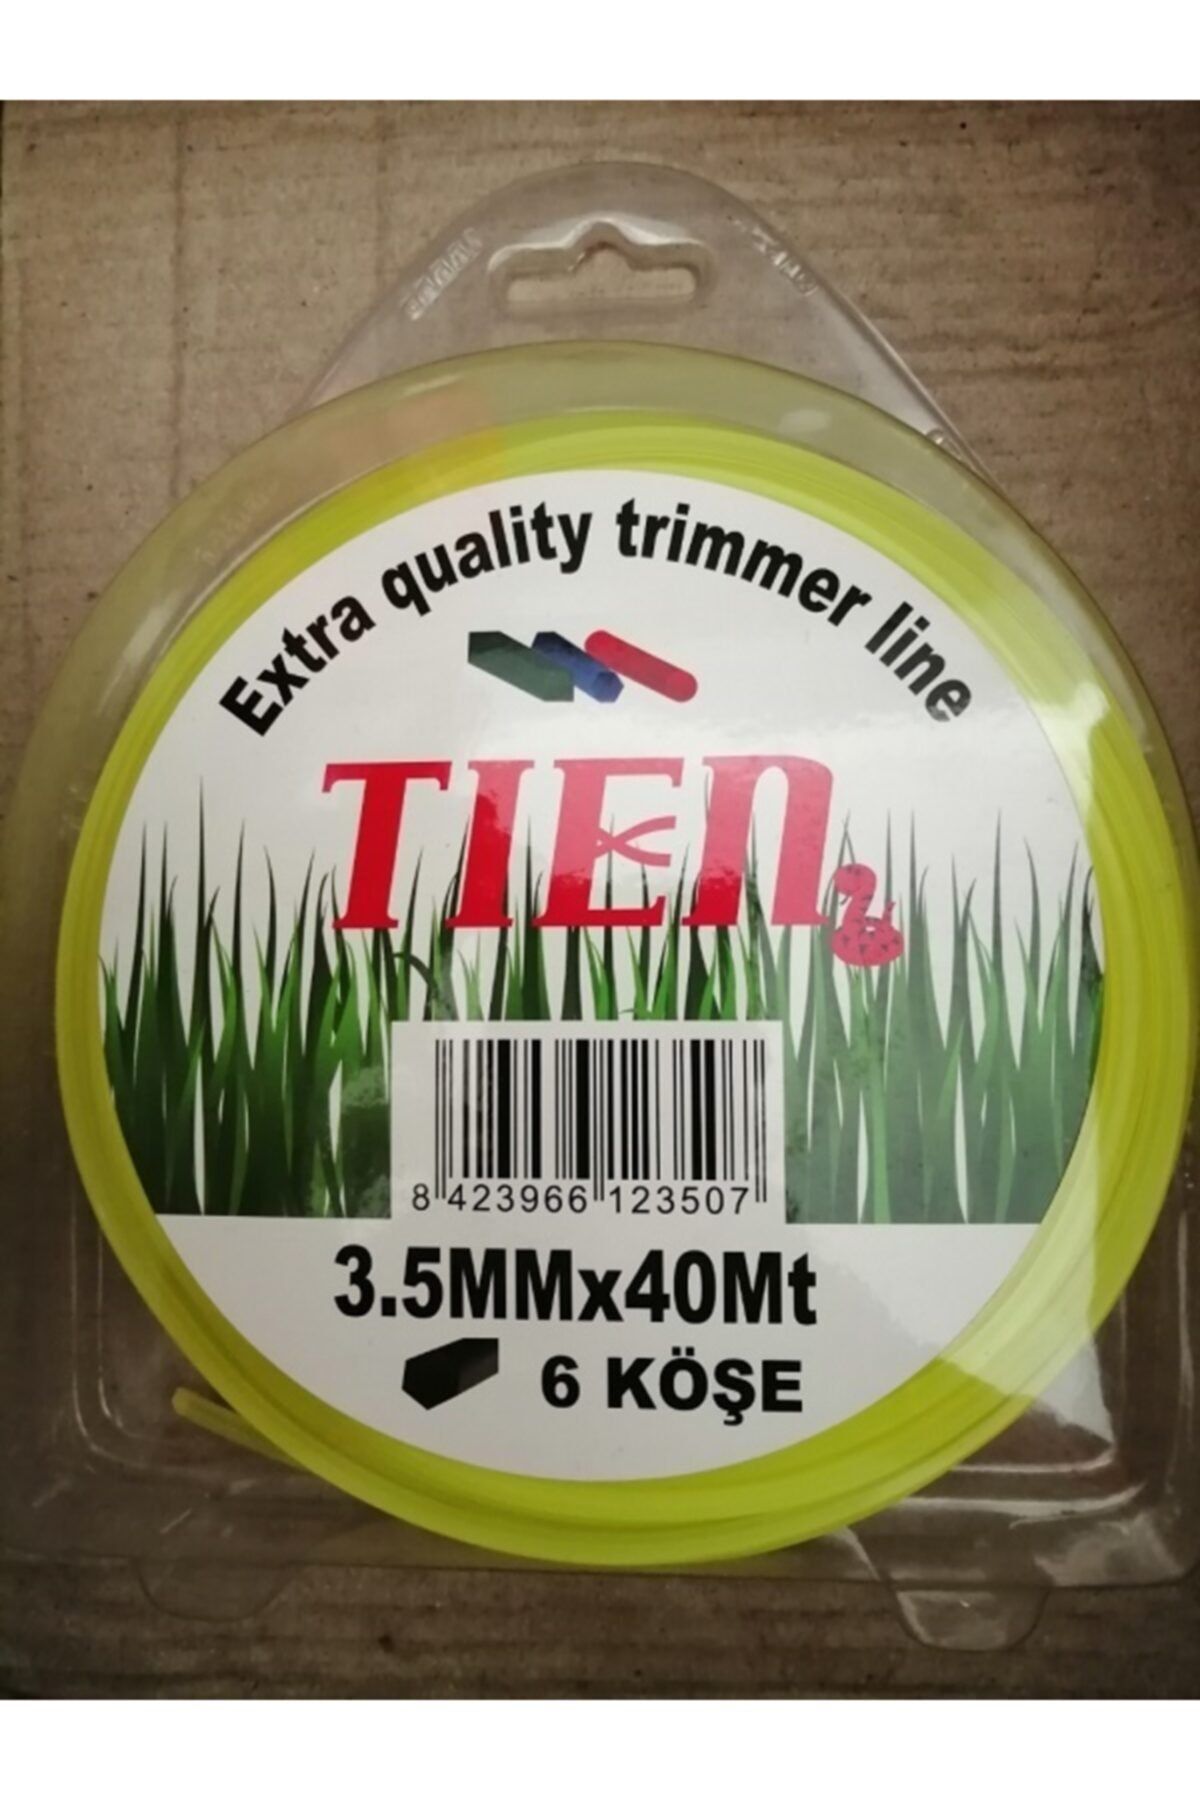 Extra quality trimmer line
TIEN
8 423966 123507
3.5MMx40Mt
6 KÖŞE